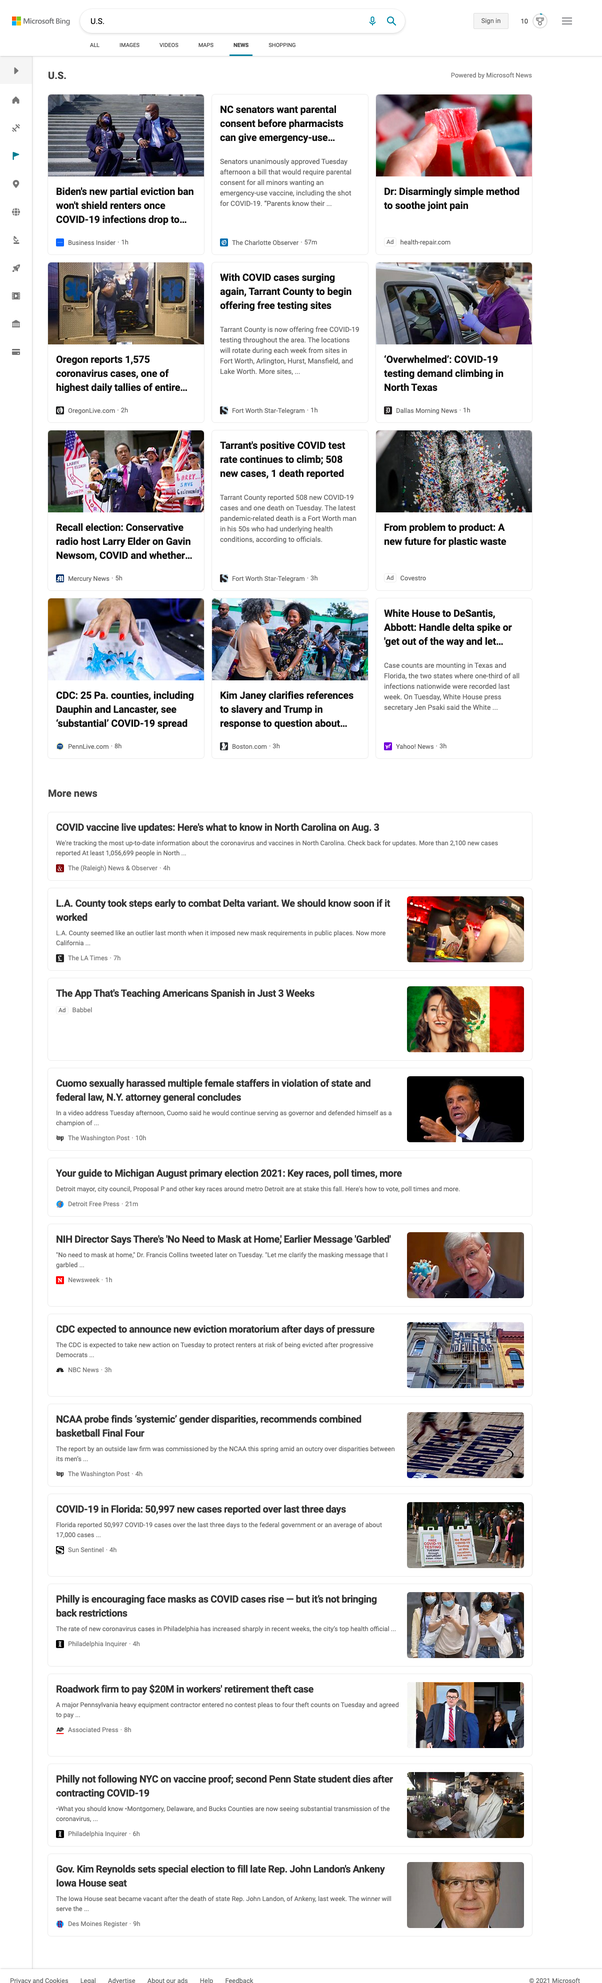 Microsoft Bing
U.S.
Sign in
10
ALL IMAGES VIDEOS MAPS NEWS SHOPPING
U.S.
Powered by Microsoft News
Biden's new partial eviction ban
won't shield renters once
COVID-19 infections drop to...
Business Insider · 1h
NC senators want parental
consent before pharmacists
can give emergency-use...
Senators unanimously approved Tuesday
afternoon a bill that would require parental
consent for all minors wanting an
emergency-use vaccine, including the shot
for COVID-19. "Parents know their ...
The Charlotte Observer · 57m
Dr: Disarmingly simple method
to soothe joint pain
Ad health-repair.com
Oregon reports 1,575
coronavirus cases, one of
highest daily tallies of entire...
OregonLive.com · 2h
With COVID cases surging
again, Tarrant County to begin
offering free testing sites
Tarrant County is now offering free COVID-19
testing throughout the area. The locations
will rotate during each week from sites in
Fort Worth, Arlington, Hurst, Mansfield, and
Lake Worth. More sites, ...
Fort Worth Star-Telegram · 1h
'Overwhelmed': COVID-19
testing demand climbing in
North Texas
Dallas Morning News · 1h
Recall election: Conservative
radio host Larry Elder on Gavin
Newsom, COVID and whether...
Mercury News · 5h
Tarrant's positive COVID test
rate continues to climb; 508
new cases, 1 death reported
Tarrant County reported 508 new COVID-19
cases and one death on Tuesday. The latest
pandemic-related death is a Fort Worth man
in his 50s who had underlying health
conditions, according to officials.
Fort Worth Star-Telegram · 3h
From problem to product: A
new future for plastic waste
Ad Covestro
CDC: 25 Pa. counties, including
Dauphin and Lancaster, see
'substantial' COVID-19 spread
PennLive.com · 8h
Kim Janey clarifies references
to slavery and Trump in
response to question about...
Boston.com · 3h
White House to DeSantis,
Abbott: Handle delta spike or
'get out of the way and let...
Case counts are mounting in Texas and
Florida, the two states where one-third of all
infections nationwide were recorded last
week. On Tuesday, White House press
secretary Jen Psaki said the White ...
Yahoo! News · 3h
More news
COVID vaccine live updates: Here's what to know in North Carolina on Aug. 3
We're tracking the most up-to-date information about the coronavirus and vaccines in North Carolina. Check back for updates. More than 2,100 new cases
reported At least 1,056,699 people in North ...
The (Raleigh) News & Observer · 4h
L.A. County took steps early to combat Delta variant. We should know soon if it
worked
L.A. County seemed like an outlier last month when it imposed new mask requirements in public places. Now more
California ...
The LA Times · 7h
The App That's Teaching Americans Spanish in Just 3 Weeks
Ad Babbel
Cuomo sexually harassed multiple female staffers in violation of state and
federal law, N.Y. attorney general concludes
In a video address Tuesday afternoon, Cuomo said he would continue serving as governor and defended himself as a
champion of ...
The Washington Post · 10h
Your guide to Michigan August primary election 2021: Key races, poll times, more
Detroit mayor, city council, Proposal P and other key races around metro Detroit are at stake this fall. Here's how to vote, poll times and more.
Detroit Free Press · 21m
NIH Director Says There's 'No Need to Mask at Home,' Earlier Message 'Garbled'
"No need to mask at home," Dr. Francis Collins tweeted later on Tuesday. "Let me clarify the masking message that I
garbled ...
Newsweek · 1h
CDC expected to announce new eviction moratorium after days of pressure
The CDC is expected to take new action on Tuesday to protect renters at risk of being evicted after progressive
Democrats ...
NBC News · 3h
NCAA probe finds 'systemic' gender disparities, recommends combined
basketball Final Four
The report by an outside law firm was commissioned by the NCAA this spring amid an outcry over disparities between
its men's ...
The Washington Post · 4h
COVID-19 in Florida: 50,997 new cases reported over last three days
Florida reported 50,997 COVID-19 cases over the last three days to the federal government or an average of about
17,000 cases ...
Sun Sentinel · 4h
Philly is encouraging face masks as COVID cases rise — but it's not bringing
back restrictions
The rate of new coronavirus cases in Philadelphia has increased sharply in recent weeks, the city's top health official ...
Philadelphia Inquirer · 4h
Roadwork firm to pay $20M in workers' retirement theft case
A major Pennsylvania heavy equipment contractor entered no contest pleas to four theft counts on Tuesday and agreed
to pay ...
Associated Press · 8h
Philly not following NYC on vaccine proof; second Penn State student dies after
contracting COVID-19
•What you should know •Montgomery, Delaware, and Bucks Counties are now seeing substantial transmission of the
coronavirus, ...
Philadelphia Inquirer · 6h
Gov. Kim Reynolds sets special election to fill late Rep. John Landon's Ankeny
Iowa House seat
The Iowa House seat became vacant after the death of state Rep. John Landon, of Ankeny, last week. The winner will
serve the ...
Des Moines Register · 9h
Privacy and Cookies Legal Advertise About our ads Help Feedback © 2021 Microsoft